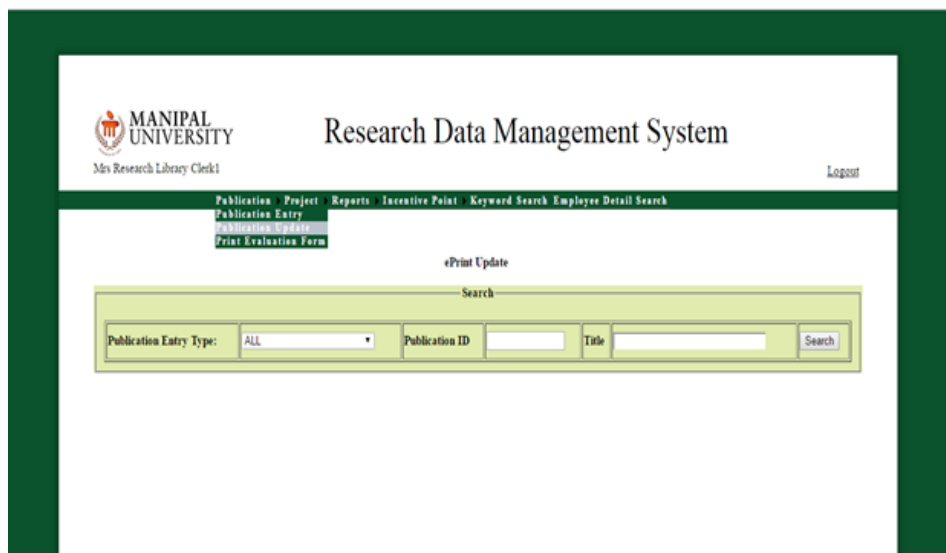 MANIPAL
UNIVERSITY
Research Data Management System
Mrs Research Library Clerk1
Logout
Publication Project Reports Incentive Point Keyword Search Employee Detail Search
Publication Entry
Publication Update
Print Evaluation Form
ePrint Update
Search
Publication Entry Type: ALL Publication ID Title Search